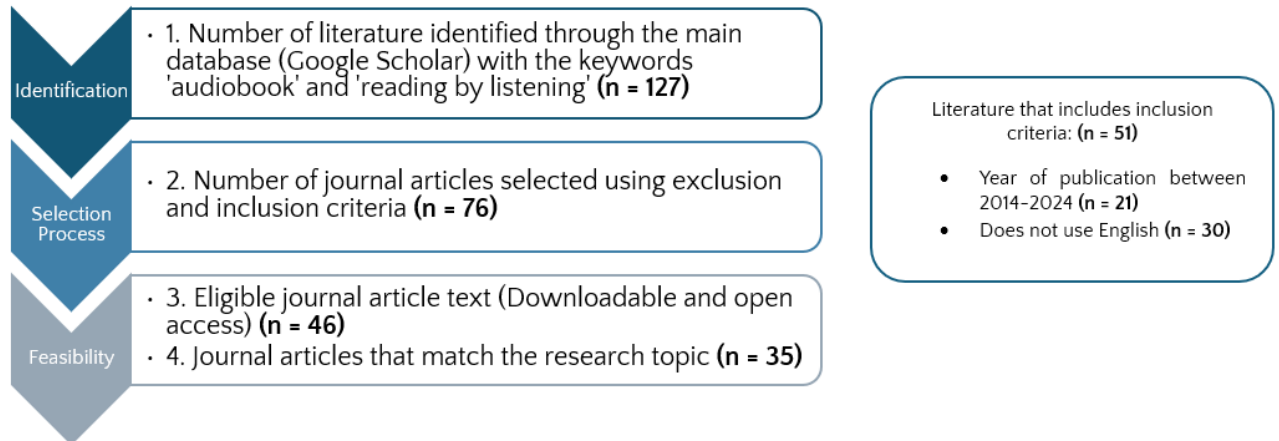 Identification
• 1. Number of literature identified through the main
database (Google Scholar) with the keywords
'audiobook' and 'reading by listening' (n = 127)
Selection
Process
• 2. Number of journal articles selected using exclusion
and inclusion criteria (n = 76)
Feasibility
• 3. Eligible journal article text (Downloadable and open
access) (n = 46)
• 4. Journal articles that match the research topic (n = 35)
Literature that includes inclusion
criteria: (n = 51)
• Year of publication between
2014-2024 (n = 21)
• Does not use English (n = 30)